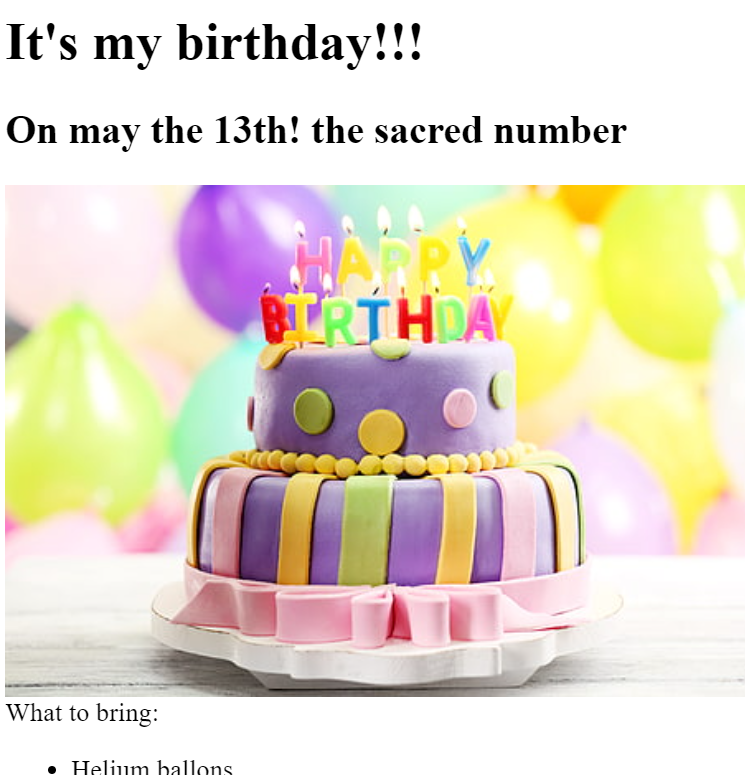 It's my birthday!!!
On may the 13th! the sacred number
HAPPY
BIRTHDAY
What to bring:
• Helium ballons